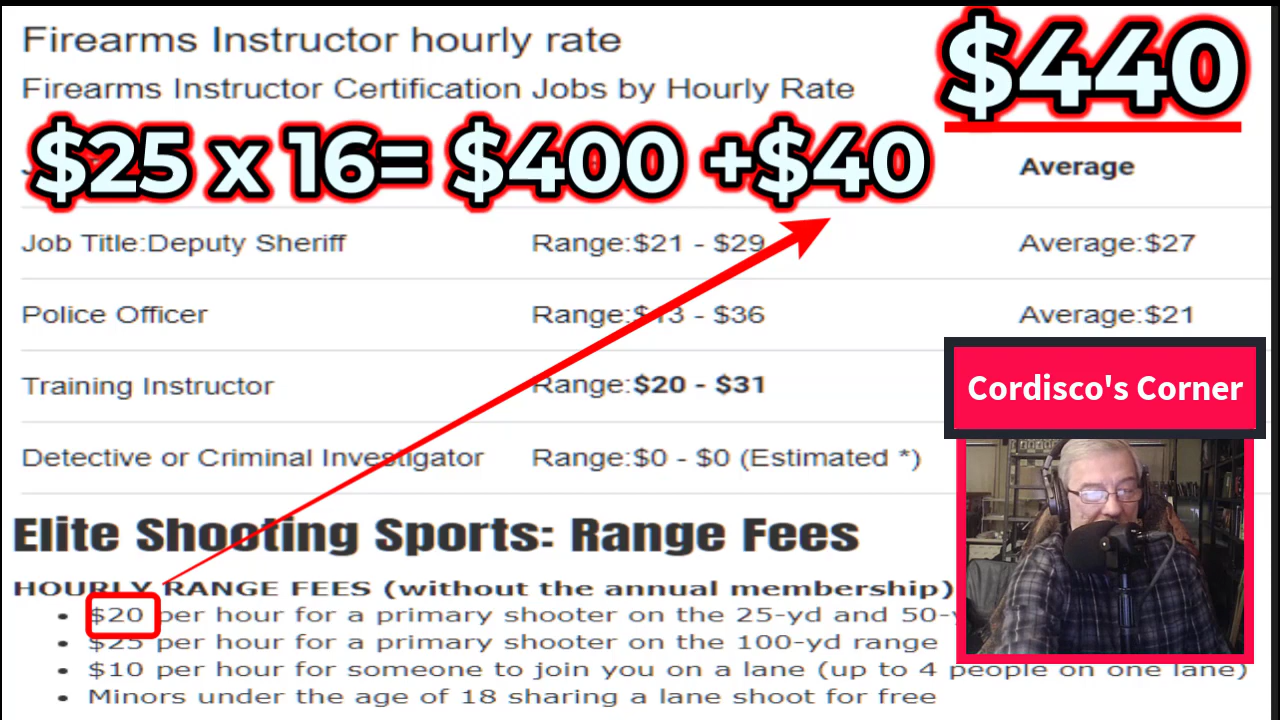 Firearms Instructor hourly rate
$440
Firearms Instructor Certification Jobs by Hourly Rate
$25 x 16= $400 +$40
Average
Job Title:Deputy Sheriff Range:$21 - $29 Average:$27
Police Officer Range:$13 - $36 Average:$21
Training Instructor Range:$20 - $31
Cordisco's Corner
Detective or Criminal Investigator Range:$0 - $0 (Estimated *)
Elite Shooting Sports: Range Fees
HOURLY RANGE FEES (without the annual membership)
• $20 per hour for a primary shooter on the 25-yd and 50-y
• $25 per hour for a primary shooter on the 100-yd range
• $10 per hour for someone to join you on a lane (up to 4 people on one lane)
• Minors under the age of 18 sharing a lane shoot for free